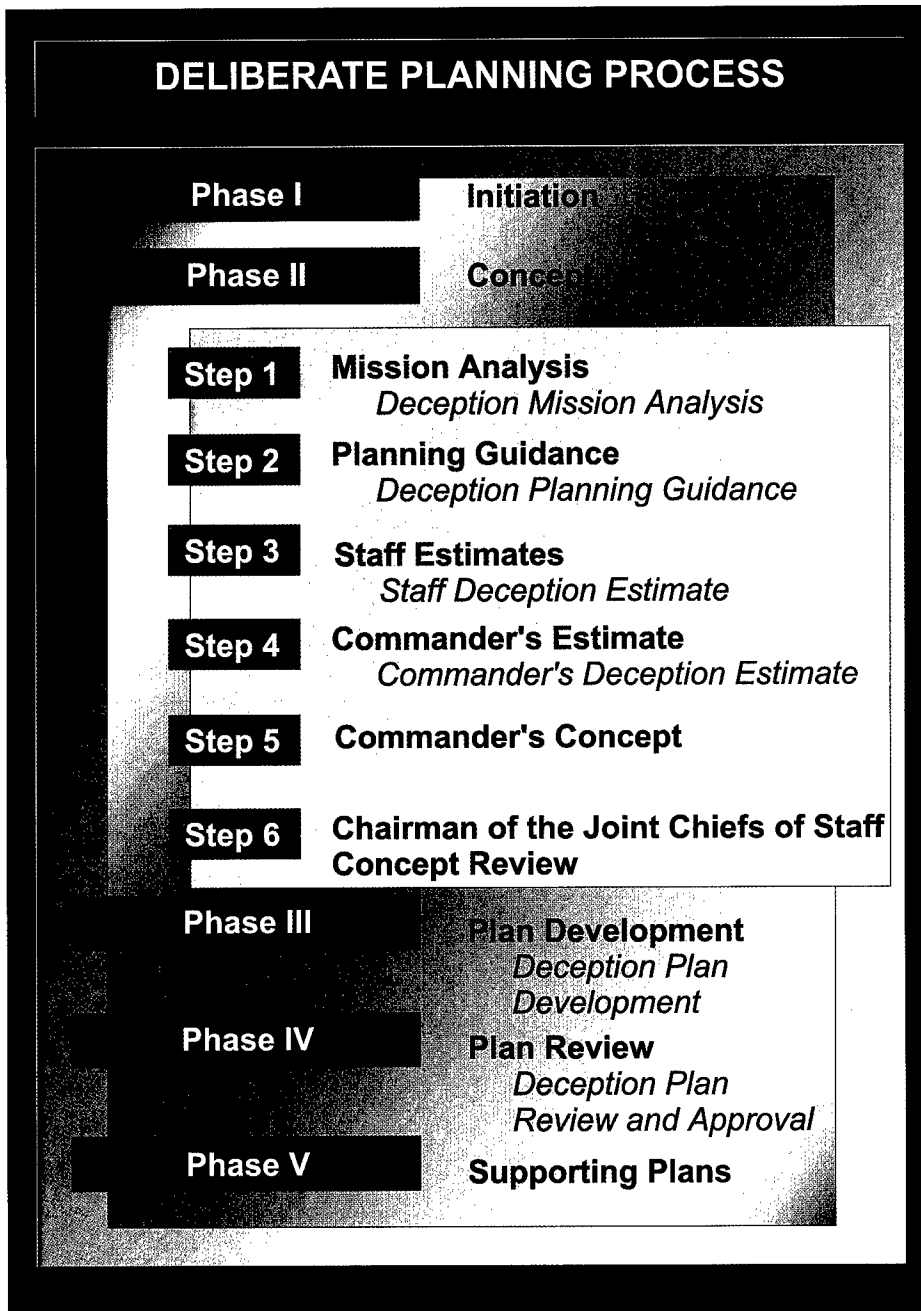 DELIBERATE PLANNING PROCESS
Phase I Initiation
Phase II Concept
Step 1 Mission Analysis
Deception Mission Analysis
Step 2 Planning Guidance
Deception Planning Guidance
Step 3 Staff Estimates
Staff Deception Estimate
Step 4 Commander's Estimate
Commander's Deception Estimate
Step 5 Commander's Concept
Step 6 Chairman of the Joint Chiefs of Staff
Concept Review
Phase III Plan Development
Deception Plan
Development
Phase IV Plan Review
Deception Plan
Review and Approval
Phase V Supporting Plans